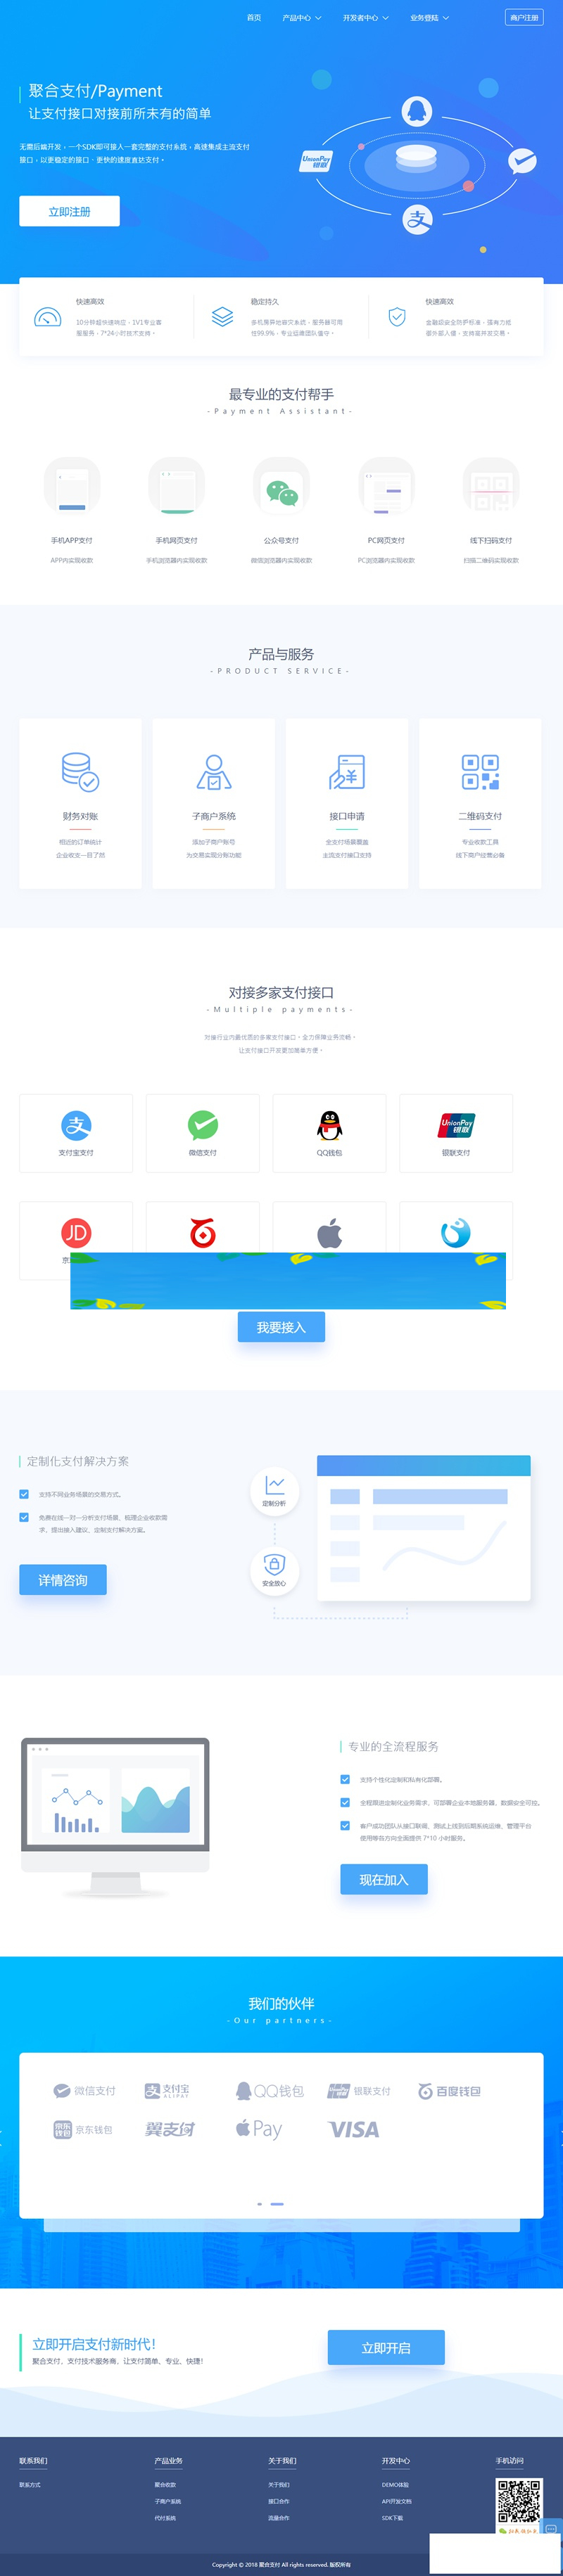 首页 产品中心 开发者中心 业务登陆 商户注册
聚合支付/Payment
让支付接口对接前所未有的简单
无需后端开发，一个SDK即可接入一套完整的支付系统，高速集成主流支付
接口，以更稳定的接口、更快的速度直达支付。
立即注册
UnionPay
银联
快速高效
10分钟超快速响应，1V1专业客
服服务，7*24小时技术支持。
稳定持久
多机房异地容灾系统，服务器可用
性99.9%，专业运维团队值守。
快速高效
金融级安全防护标准，强有力抵
御外部入侵，支持高并发交易。
最专业的支付帮手
-Payment Assistant-
手机APP支付
APP内实现收款
手机网页支付
手机浏览器内实现收款
公众号支付
微信浏览器内实现收款
PC网页支付
PC浏览器内实现收款
线下扫码支付
扫描二维码实现收款
产品与服务
-PRODUCT SERVICE-
财务对账
相近的订单统计
企业收支一目了然
子商户系统
添加子商户账号
为交易实现分账功能
接口申请
全支付场景覆盖
主流支付接口支持
二维码支付
专业收款工具
线下商户经营必备
对接多家支付接口
-Multiple payments-
对接行业内最优质的多家支付接口，全力保障业务流畅，
让支付接口开发更加简单方便。
支付宝支付
微信支付
QQ钱包
UnionPay
银联
银联支付
JD
京
我要接入
定制化支付解决方案
支持不同业务场景的交易方式。
免费在线一对一分析支付场景，梳理企业收款需
求，提出接入建议，定制支付解决方案。
详情咨询
定制分析
安全放心
专业的全流程服务
支持个性化定制和私有化部署。
全程跟进定制化业务需求，可部署企业本地服务器，数据安全可控。
客户成功团队从接口联调、测试上线到后期系统运维、管理平台
使用等各方向全面提供 7*10 小时服务。
现在加入
我们的伙伴
-Our partners-
微信支付
支付宝
ALIPAY
QQ钱包
UnionPay
银联
银联支付
百度钱包
京东
钱包
京东钱包
翼支付
Pay
VISA
立即开启支付新时代！
聚合支付，支付技术服务商，让支付简单、专业、快捷！
立即开启
联系我们
联系方式
产品业务
聚合收款
子商户系统
代付系统
关于我们
关于我们
接口合作
流量合作
开发中心
DEMO体验
API开发文档
SDK下载
手机访问
Copyright © 2018 聚合支付 All rights reserved. 版权所有